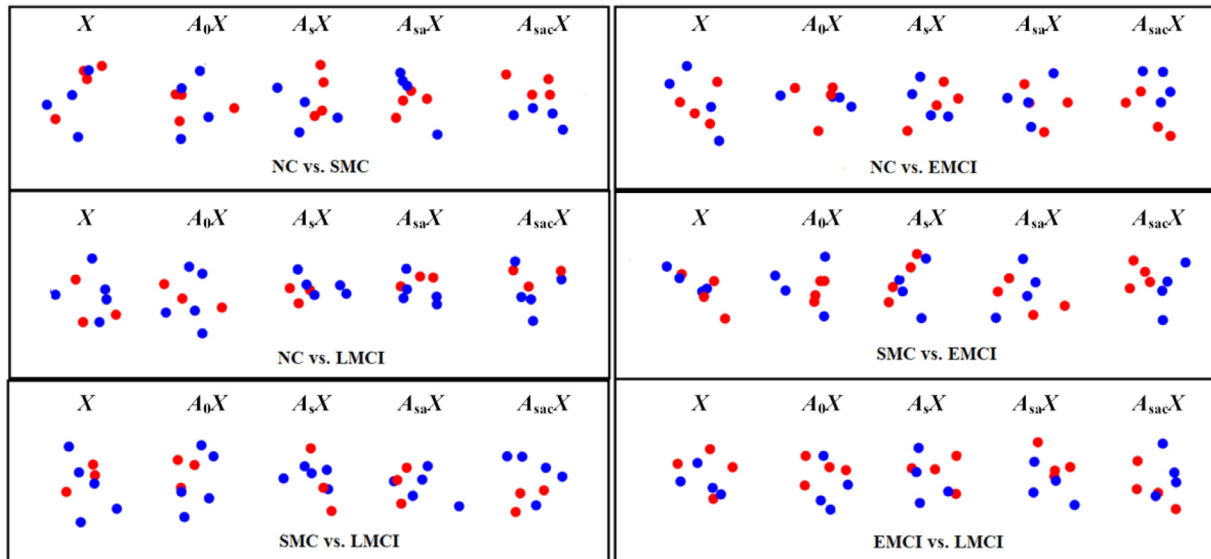 X A₀X AₛX AₛₐX AₛₐcX
NC vs. SMC
X A₀X AₛX AₛₐX AₛₐcX
NC vs. EMCI
X A₀X AₛX AₛₐX AₛₐcX
NC vs. LMCI
X A₀X AₛX AₛₐX AₛₐcX
SMC vs. EMCI
X A₀X AₛX AₛₐX AₛₐcX
SMC vs. LMCI
X A₀X AₛX AₛₐX AₛₐcX
EMCI vs. LMCI